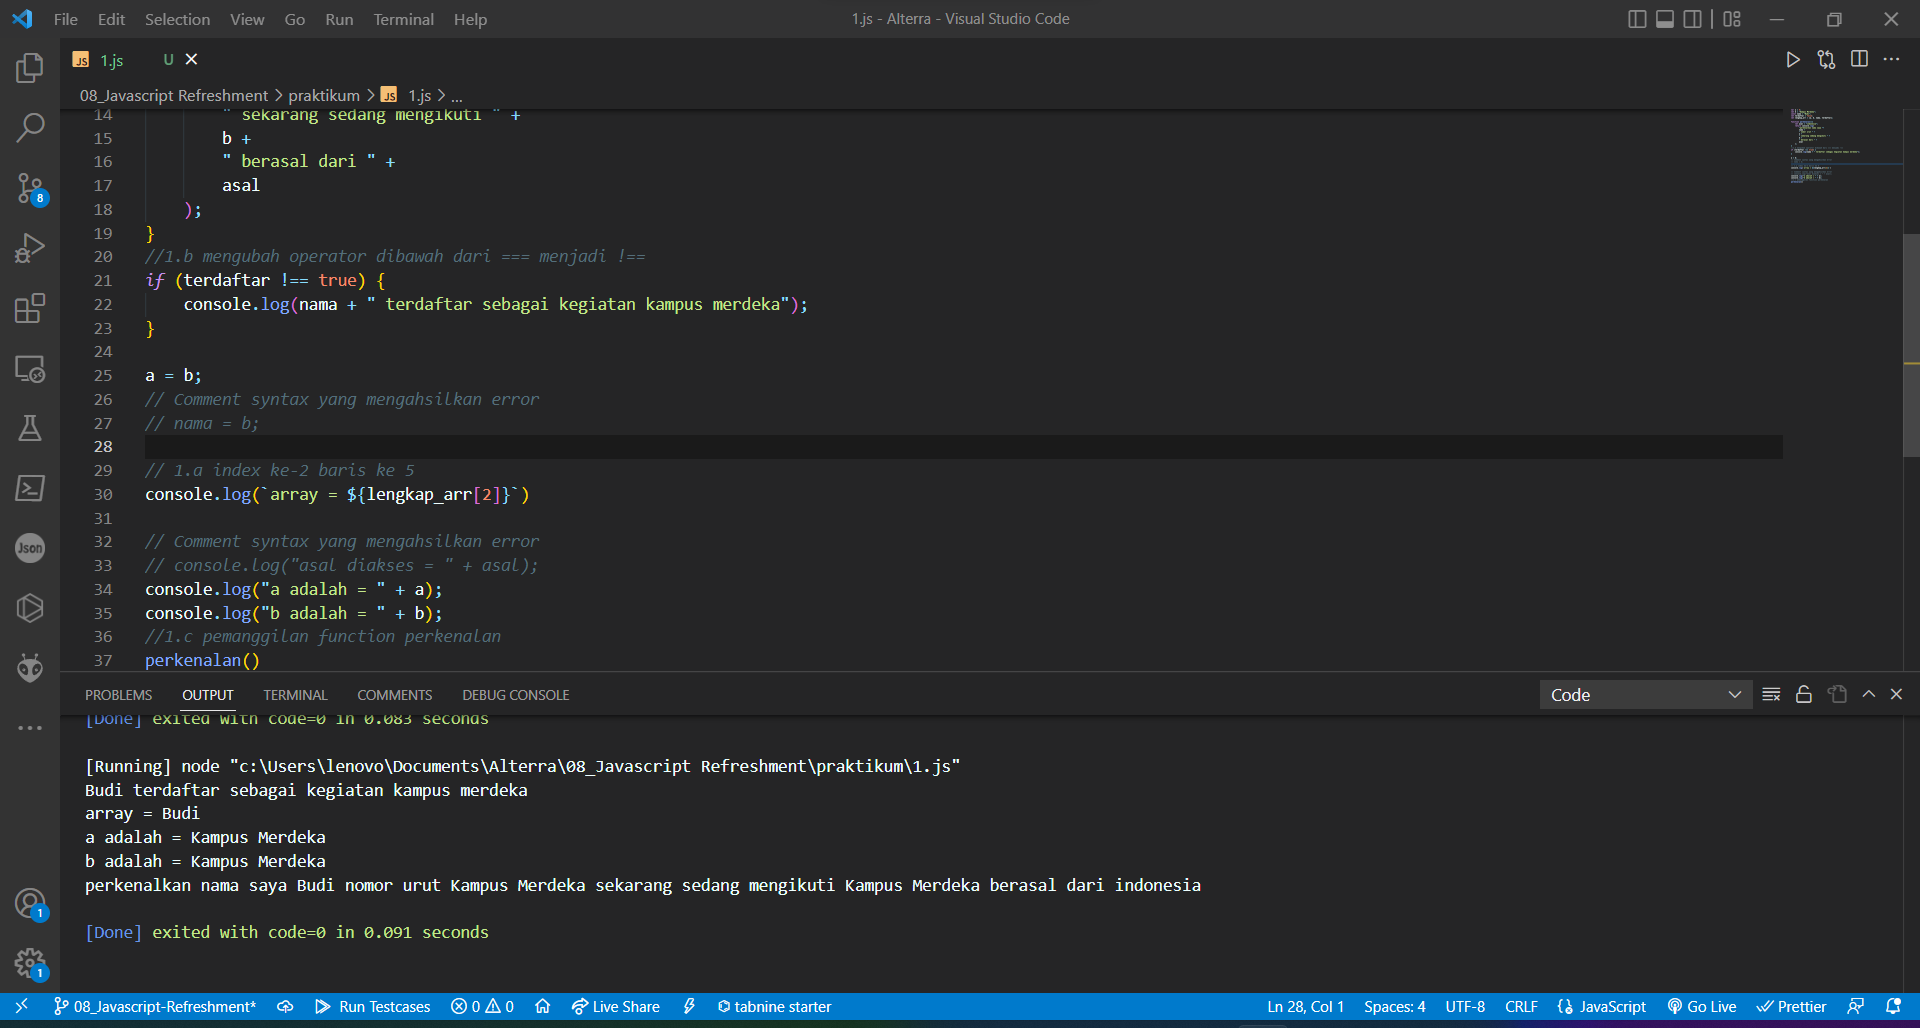 File Edit Selection View Go Run Terminal Help
1.js - Alterra - Visual Studio Code
JS 1.js U
08_Javascript Refreshment > praktikum > JS 1.js > ...
14 " sekarang sedang mengikuti " +
15 b +
16 " berasal dari " +
17 asal
18 );
19 }
20 //1.b mengubah operator dibawah dari === menjadi !==
21 if (terdaftar !== true) {
22 console.log(nama + " terdaftar sebagai kegiatan kampus merdeka");
23 }
24
25 a = b;
26 // Comment syntax yang mengahsilkan error
27 // nama = b;
28
29 // 1.a index ke-2 baris ke 5
30 console.log(`array = ${lengkap_arr[2]}`)
31
32 // Comment syntax yang mengahsilkan error
33 // console.log("asal diakses = " + asal);
34 console.log("a adalah = " + a);
35 console.log("b adalah = " + b);
36 //1.c pemanggilan function perkenalan
37 perkenalan()
8
Json
PROBLEMS OUTPUT TERMINAL COMMENTS DEBUG CONSOLE
Code
[Done] exited with code=0 in 0.083 seconds
[Running] node "c:\Users\lenovo\Documents\Alterra\08_Javascript Refreshment\praktikum\1.js"
Budi terdaftar sebagai kegiatan kampus merdeka
array = Budi
a adalah = Kampus Merdeka
b adalah = Kampus Merdeka
perkenalkan nama saya Budi nomor urut Kampus Merdeka sekarang sedang mengikuti Kampus Merdeka berasal dari indonesia
[Done] exited with code=0 in 0.091 seconds
1
1
08_Javascript-Refreshment* Run Testcases 0 0 Live Share tabnine starter
Ln 28, Col 1 Spaces: 4 UTF-8 CRLF {} JavaScript Go Live Prettier